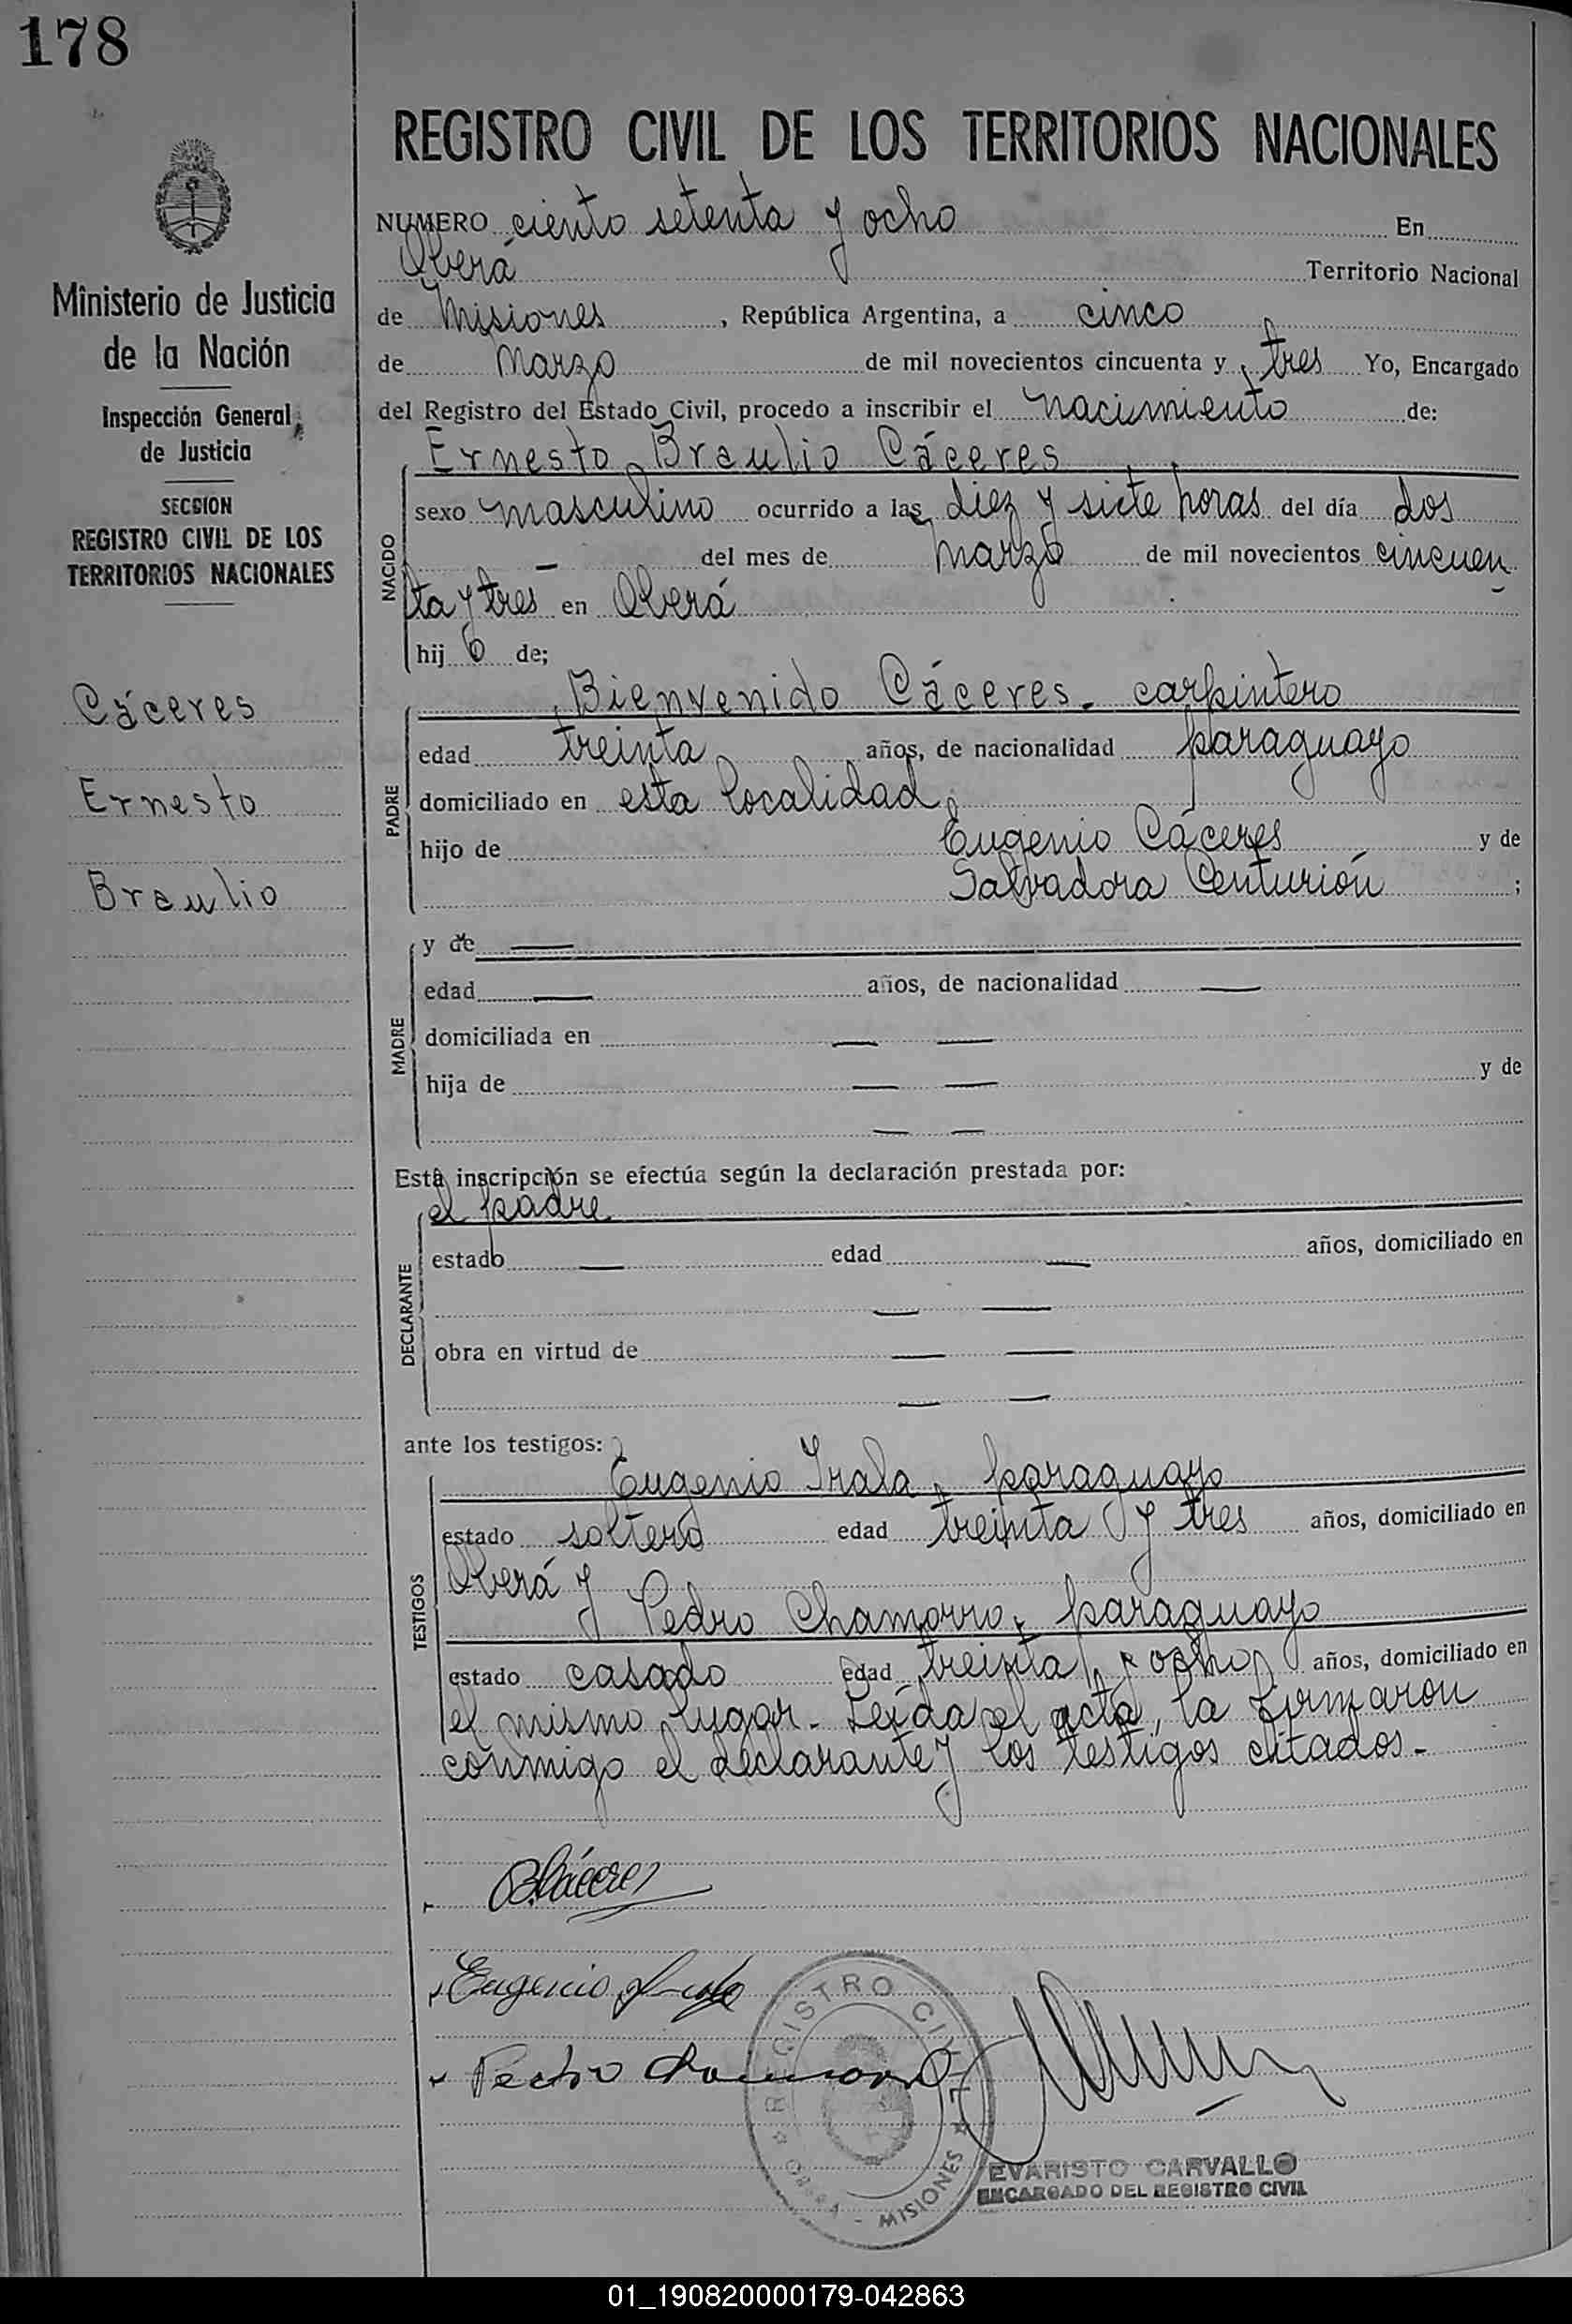 178
REGISTRO CIVIL DE LOS TERRITORIOS NACIONALES
Ministerio de Justicia
de la Nación
Inspección General
de Justicia
SECCION
REGISTRO CIVIL DE LOS
TERRITORIOS NACIONALES
Cáceres
Ernesto
Braulio
NUMERO ciento setenta y ocho En
Oberá Territorio Nacional
de Misiones, República Argentina, a cinco
de Marzo de mil novecientos cincuenta y tres Yo, Encargado
del Registro del Estado Civil, procedo a inscribir el nacimiento de:
Ernesto Braulio Cáceres
NACIDO
sexo masculino ocurrido a las diez y siete horas del día dos
— del mes de marzo de mil novecientos cincuen
ta y tres en Oberá
hijo de;
Bienvenido Cáceres - carpintero
PADRE
edad treinta años, de nacionalidad paraguayo
domiciliado en esta localidad
hijo de Eugenio Cáceres y de
Salvadora Centurión ;
MADRE
y de —
edad — años, de nacionalidad —
domiciliada en — —
hija de — — y de
— —
Esta inscripción se efectúa según la declaración prestada por:
el padre
DECLARANTE
estado — edad — años, domiciliado en
— —
obra en virtud de — —
— —
ante los testigos:
Eugenio Irala, paraguayo
TESTIGOS
estado soltero edad treinta y tres años, domiciliado en
Oberá y Pedro Chamorro, paraguayo
estado casado edad treinta y ocho años, domiciliado en
el mismo lugar. Leída el acta, la firmaron
conmigo el declarante y los testigos citados.-
B. Cáceres
Eugenio Irala
Pedro Chamorro
REGISTRO CIVIL
OBERA - MISIONES
EVARISTO CARVALLO
ENCARGADO DEL REGISTRO CIVIL
01_190820000179-042863